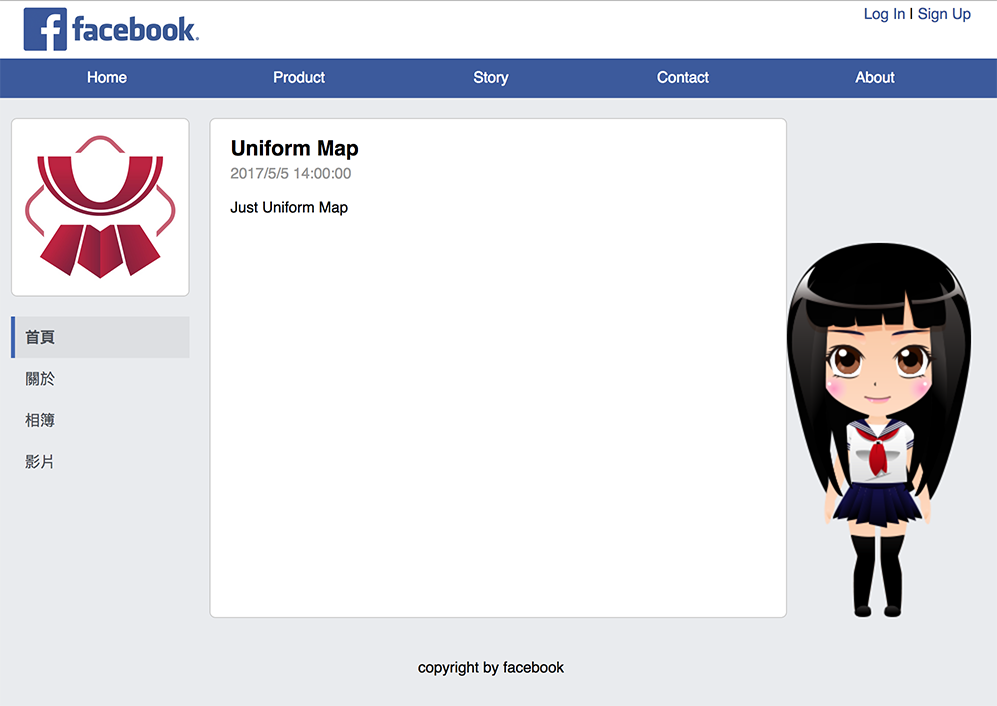 facebook.
Log In | Sign Up
Home Product Story Contact About
Uniform Map
2017/5/5 14:00:00
Just Uniform Map
首頁
關於
相簿
影片
copyright by facebook